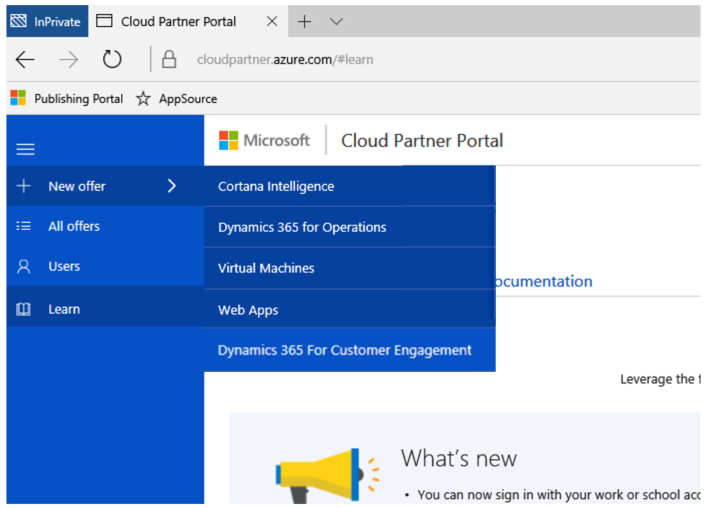 InPrivate
Cloud Partner Portal
cloudpartner.azure.com/#learn
Publishing Portal
AppSource
Microsoft
Cloud Partner Portal
New offer
All offers
Users
Learn
Cortana Intelligence
Dynamics 365 for Operations
Virtual Machines
Web Apps
Dynamics 365 For Customer Engagement
ocumentation
Leverage the
What's new
• You can now sign in with your work or school acc